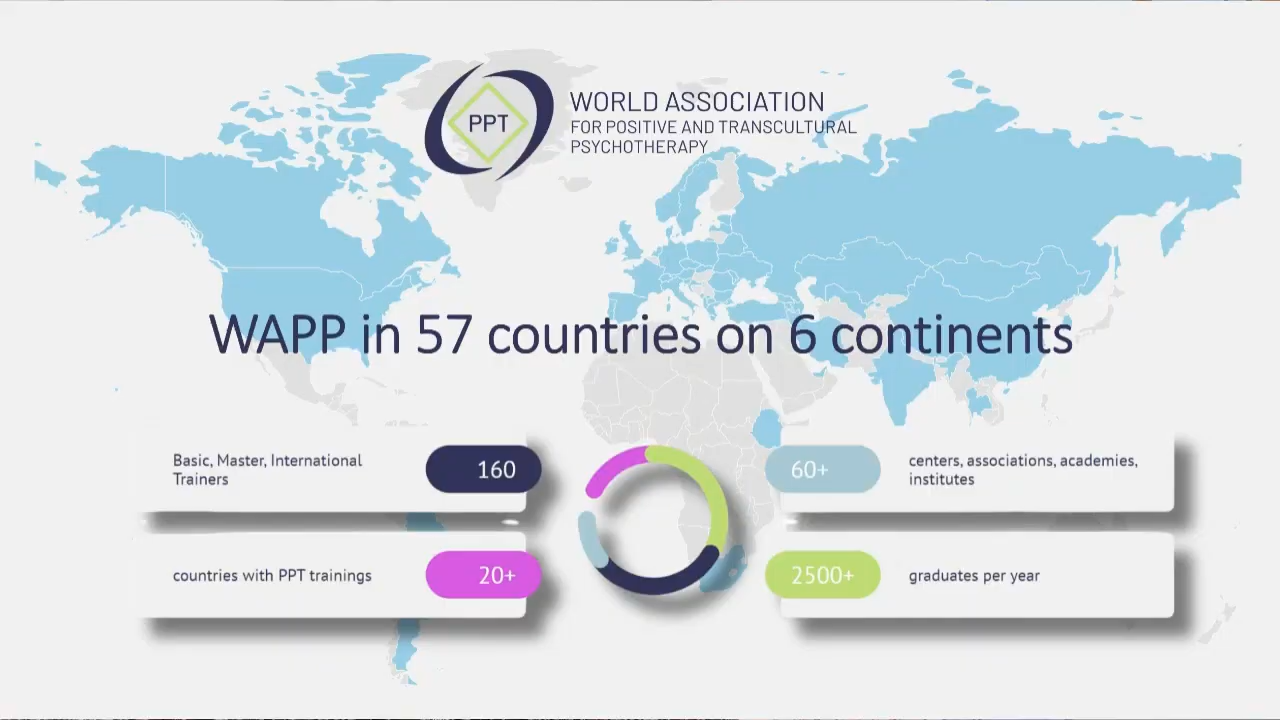 PPT
WORLD ASSOCIATION
FOR POSITIVE AND TRANSCULTURAL
PSYCHOTHERAPY
WAPP in 57 countries on 6 continents
Basic, Master, International
Trainers
160
60+
centers, associations, academies,
institutes
countries with PPT trainings
20+
2500+
graduates per year